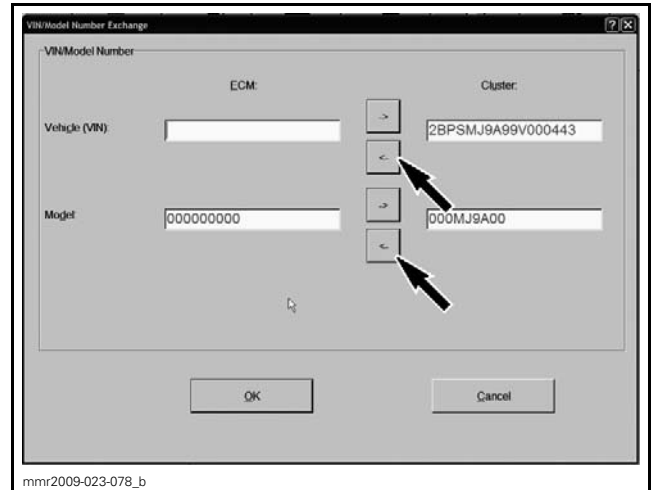 VIN/Model Number Exchange
VIN/Model Number
ECM:
Cluster:
Vehicle (VIN):
->
2BPSMJ9A99V000443
<-
Model:
000000000
->
000MJ9A00
<-
OK
Cancel
mmr2009-023-078_b